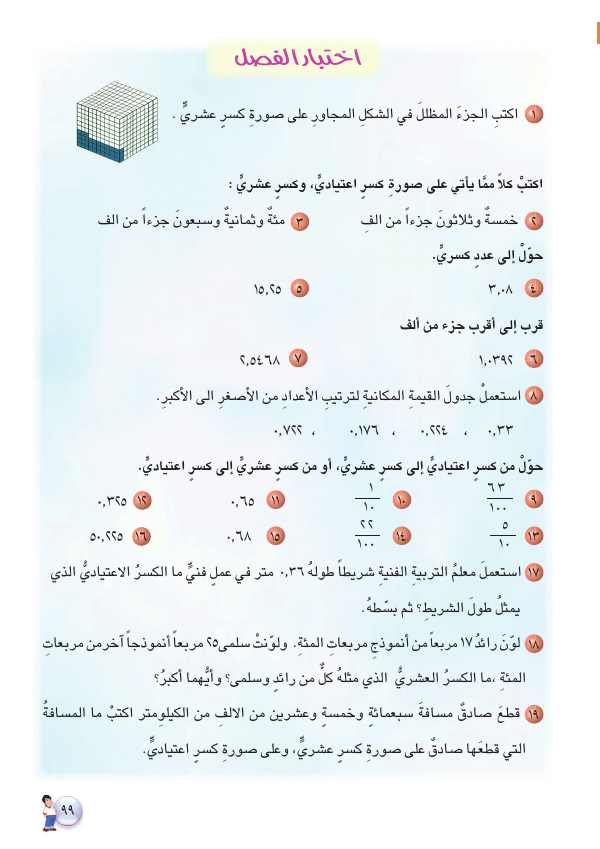 اختبار الفصل
١ اكتبِ الجزءَ المظللَ في الشكلِ المجاورِ على صورةِ كسرٍ عشريٍّ .
اكتبْ كلاً ممَّا يأتي على صورةِ كسرٍ اعتياديٍّ، وكسرٍ عشريٍّ :
٢ خمسةٌ وثلاثونَ جزءاً من الفِ ٣ مئةٌ وثمانيةٌ وسبعونَ جزءاً من الف
حوّلْ إلى عددٍ كسريٍّ.
٤ ٣,٠٨ ٥ ١٥,٢٥
قرب إلى أقرب جزء من ألف
٦ ١,٠٣٩٢ ٧ ٢,٥٤٦٨
٨ استعملْ جدولَ القيمةِ المكانيةِ لترتيبِ الأعدادِ من الأصغرِ الى الأكبرِ.
٠,٣٣ ، ٠,٢٢٤ ، ٠,١٧٦ ، ٠,٧٢٢
حوّلْ من كسرٍ اعتياديٍّ إلى كسرٍ عشريٍّ، أو من كسرٍ عشريٍّ إلى كسرٍ اعتياديٍّ.
٩ ٦٣/١٠٠ ١٠ ١/١٠ ١١ ٠,٦٥ ١٢ ٠,٣٢٥
١٣ ٥/١٠ ١٤ ٢٢/١٠٠ ١٥ ٠,٦٨ ١٦ ٥٠,٢٢٥
١٧ استعملَ معلمُ التربيةِ الفنيةِ شريطاً طولهُ ٠,٣٦ متر في عملٍ فنيٍّ ما الكسرُ الاعتياديُّ الذي
يمثلُ طولَ الشريطِ؟ ثم بسّطهُ.
١٨ لوّنَ رائدُ ١٧ مربعاً من أنموذجِ مربعاتِ المئةِ. ولوّنتْ سلمى٢٥ مربعاً أنموذجاً آخرمن مربعاتِ
المئةِ ،ما الكسرُ العشريُّ الذي مثلهُ كلٌّ من رائدٍ وسلمى؟ وأيُّهما أكبرُ؟
١٩ قطعَ صادقٌ مسافةَ سبعمائةٍ وخمسةٍ وعشرين من الالفِ من الكيلومتر اكتبْ ما المسافةُ
التي قطعَها صادقٌ على صورةِ كسرٍ عشريٍّ، وعلى صورةِ كسرٍ اعتياديٍّ.
٩٩